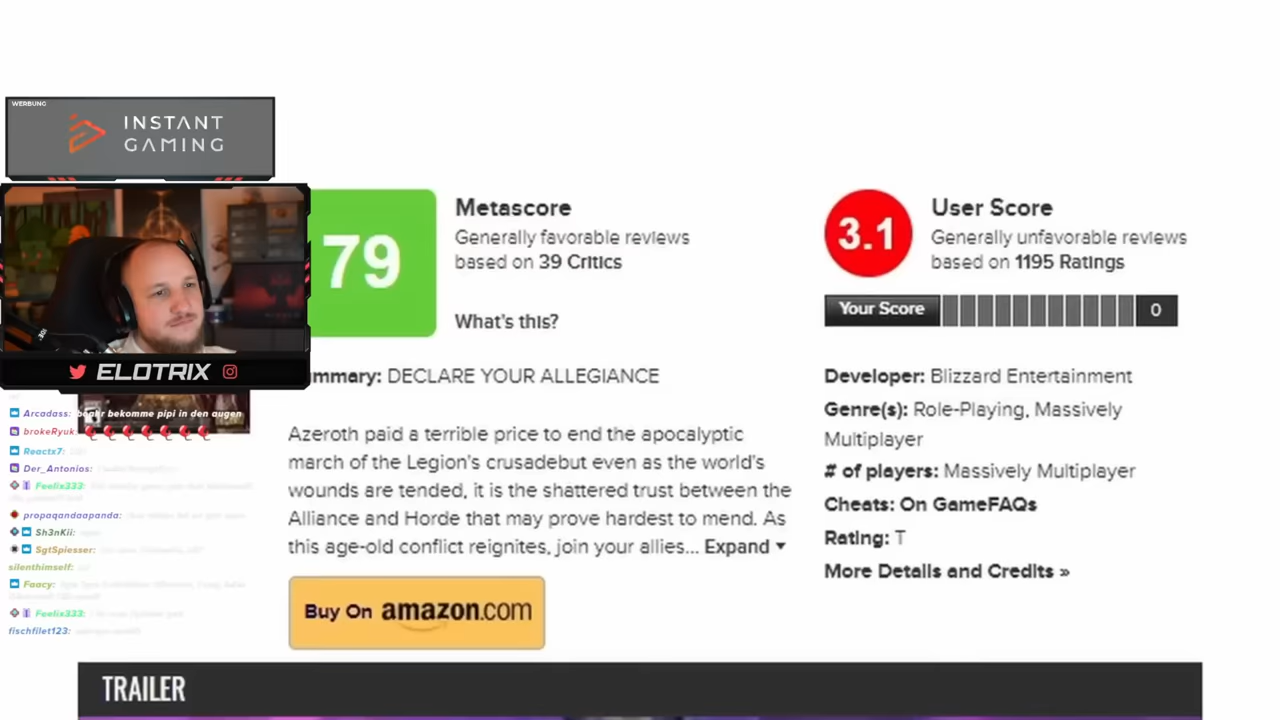 WERBUNG
INSTANT
GAMING
79
Metascore
Generally favorable reviews
based on 39 Critics
What's this?
3.1
User Score
Generally unfavorable reviews
based on 1195 Ratings
Your Score
0
ELOTRIX
mmary: DECLARE YOUR ALLEGIANCE
Azeroth paid a terrible price to end the apocalyptic
march of the Legion's crusadebut even as the world's
wounds are tended, it is the shattered trust between the
Alliance and Horde that may prove hardest to mend. As
this age-old conflict reignites, join your allies... Expand
Buy On amazon.com
Developer: Blizzard Entertainment
Genre(s): Role-Playing, Massively
Multiplayer
# of players: Massively Multiplayer
Cheats: On GameFAQs
Rating: T
More Details and Credits »
Arcadass: bekomme pipi in den augen
brokeRyuk:
Reactx7:
Der_Antonios:
Feelix333:
propaqandaapanda:
Sh3nKii:
SgtSpiesser:
silenthimself:
Faacy:
Feelix333:
fischfilet123:
TRAILER